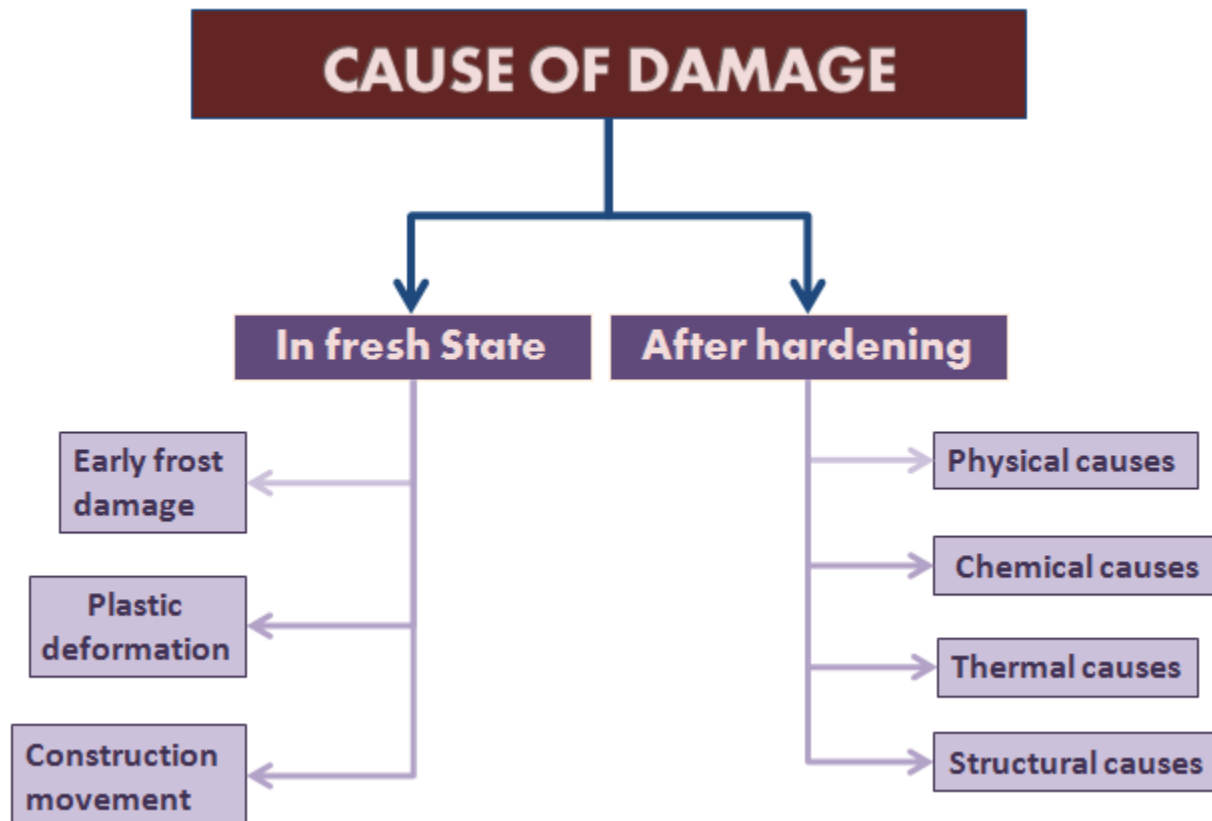 CAUSE OF DAMAGE
In fresh State
After hardening
Early frost
damage
Plastic
deformation
Construction
movement
Physical causes
Chemical causes
Thermal causes
Structural causes